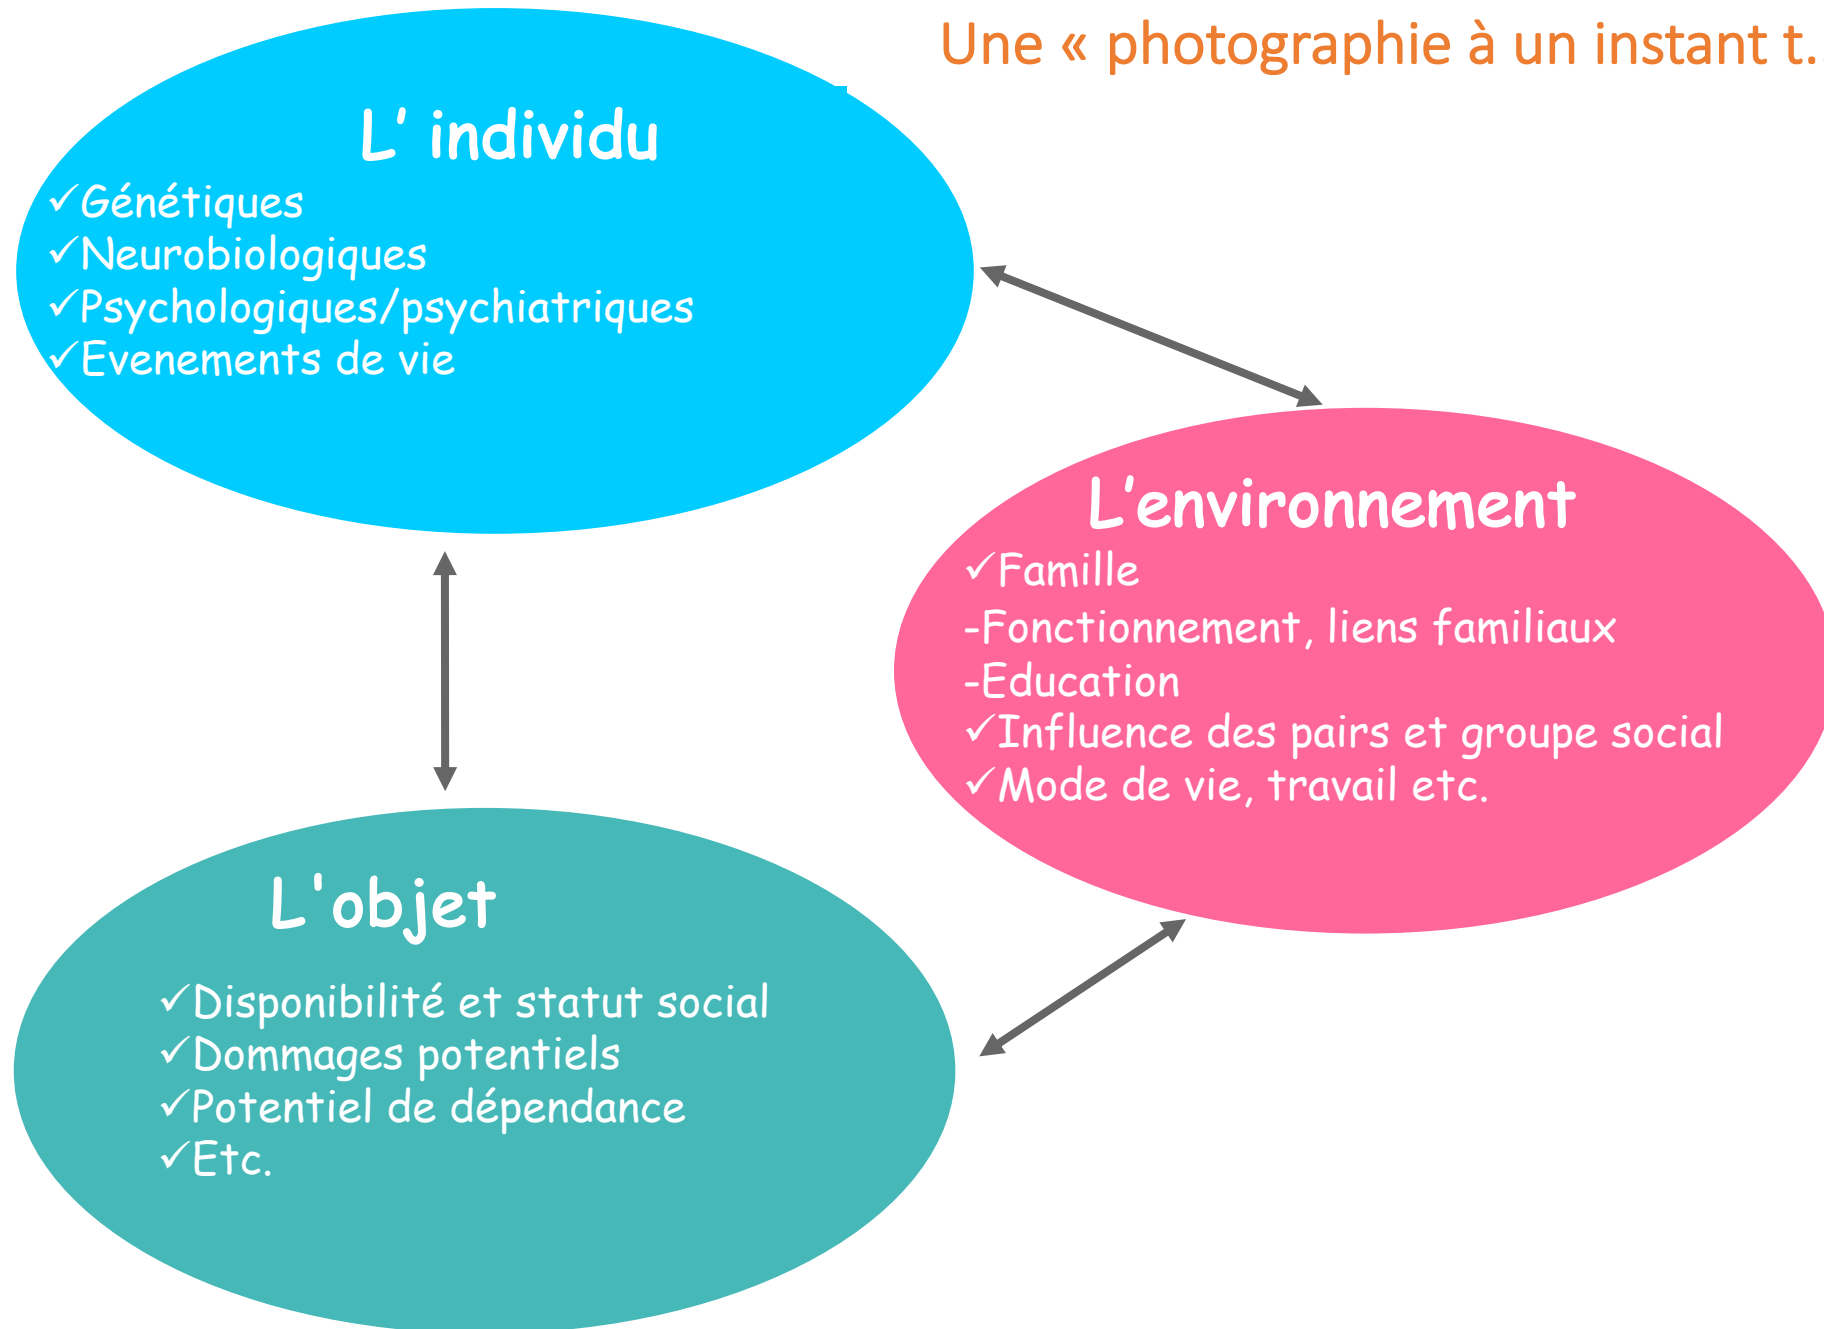 Une « photographie à un instant t.
L’ individu
✓Génétiques
✓Neurobiologiques
✓Psychologiques/psychiatriques
✓Evenements de vie
L’environnement
✓Famille
-Fonctionnement, liens familiaux
-Education
✓Influence des pairs et groupe social
✓Mode de vie, travail etc.
L'objet
✓Disponibilité et statut social
✓Dommages potentiels
✓Potentiel de dépendance
✓Etc.